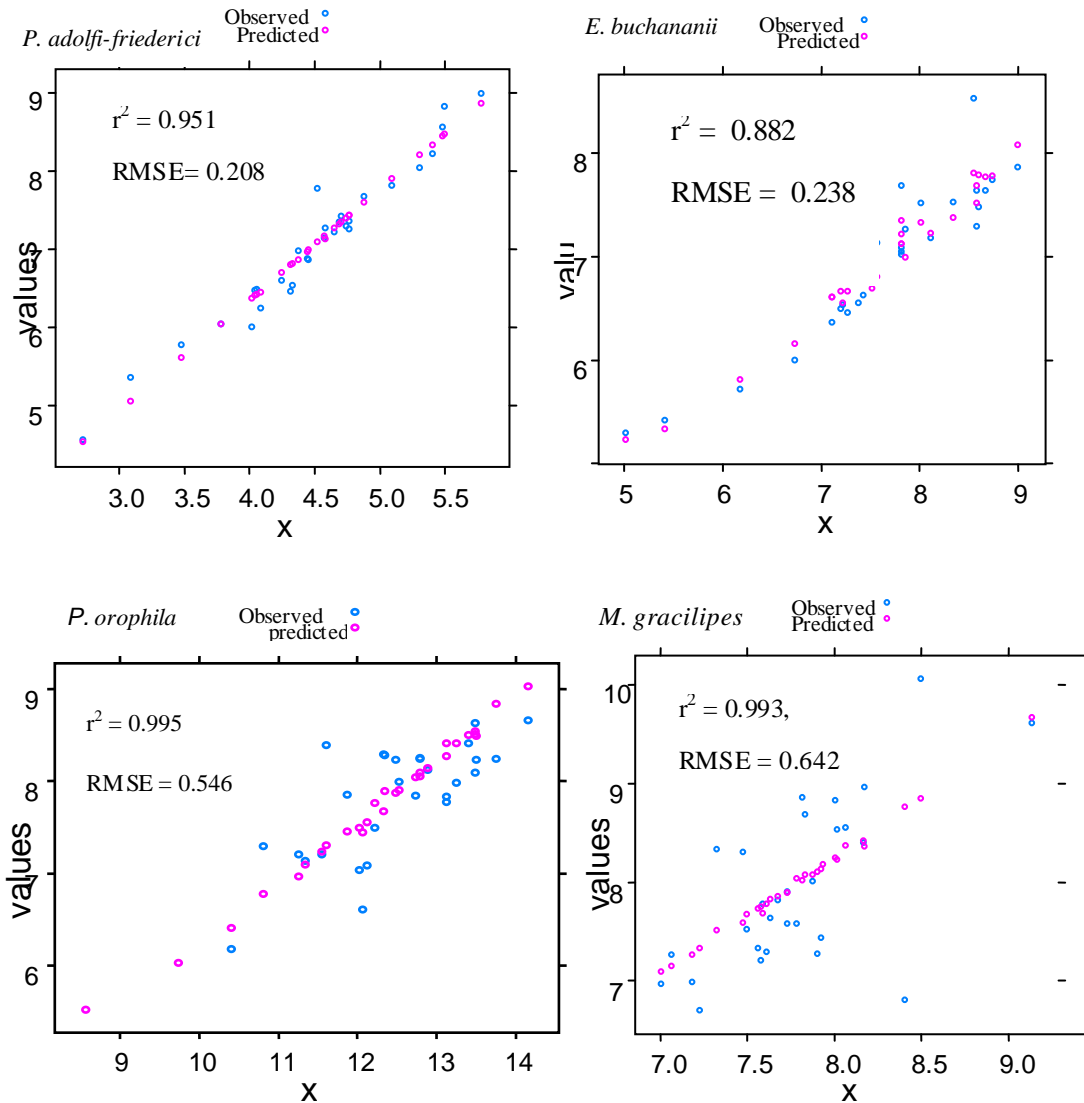 P. adolfi-friederici
Observed
Predicted
r² = 0.951
RMSE= 0.208
values
9
8
7
6
5
3.0 3.5 4.0 4.5 5.0 5.5
x
E. buchananii
Observed
Predicted
r² = 0.882
RMSE = 0.238
valu
8
7
6
5 6 7 8 9
x
P. orophila
Observed
predicted
r² = 0.995
RMSE = 0.546
values
9
8
7
6
9 10 11 12 13 14
x
M. gracilipes
Observed
Predicted
r² = 0.993,
RMSE = 0.642
values
10
9
8
7
7.0 7.5 8.0 8.5 9.0
x